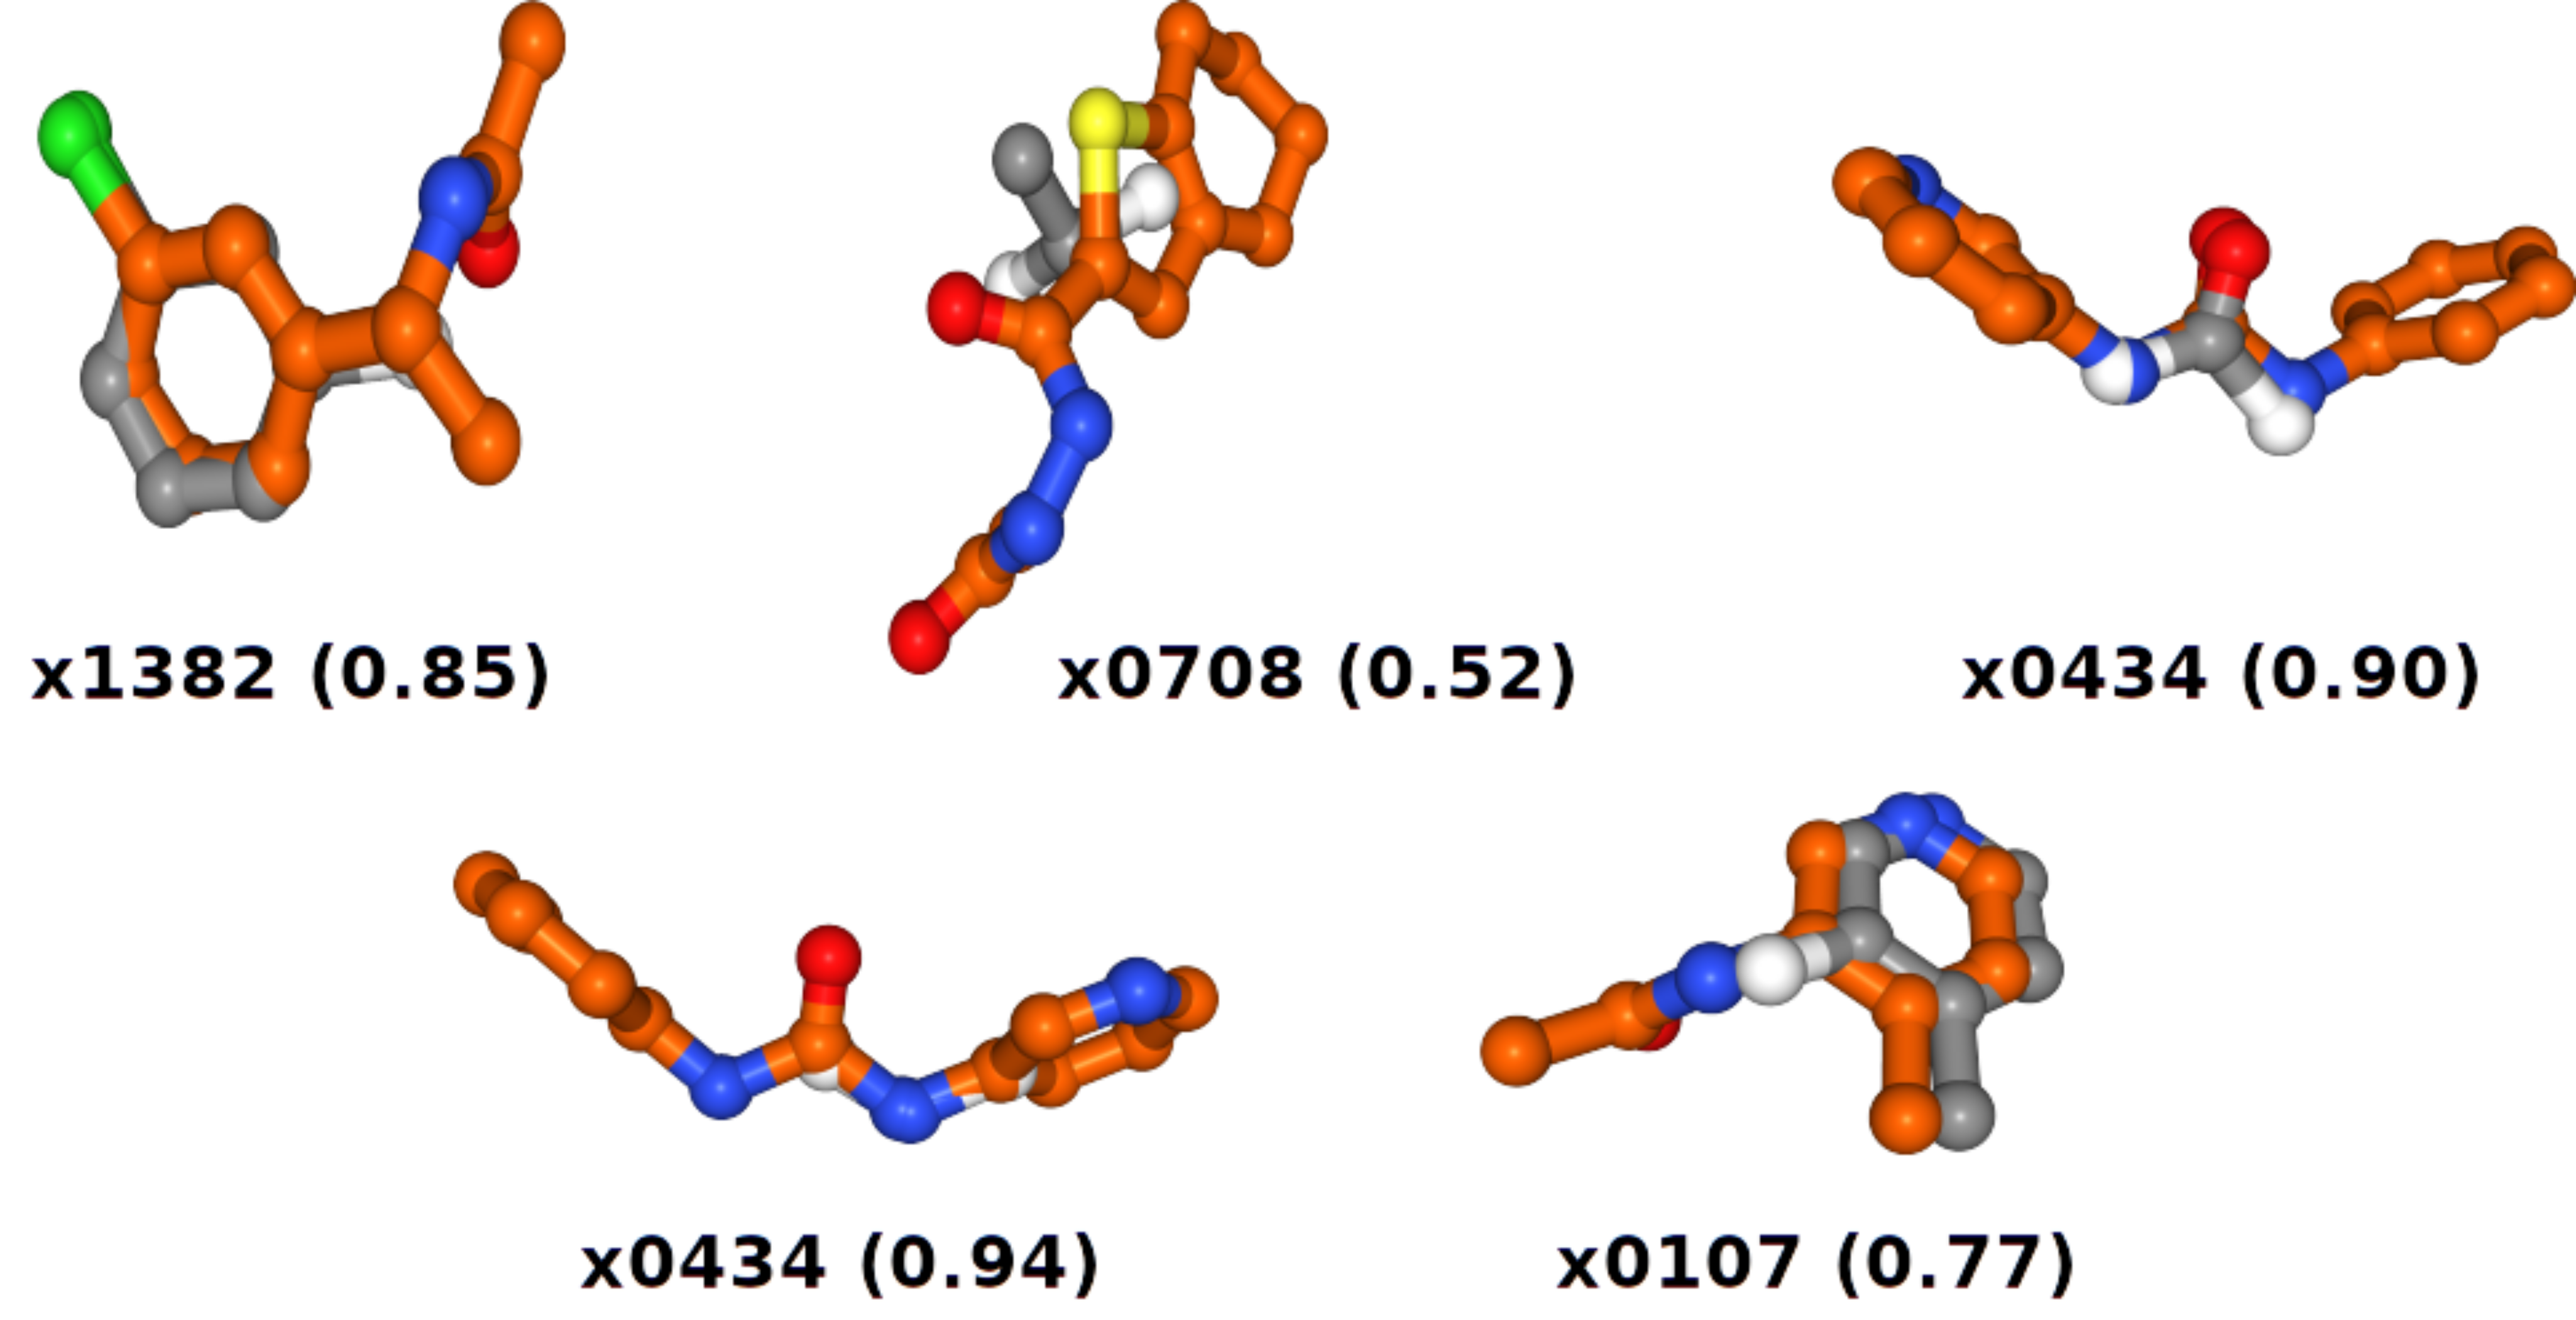 x1382 (0.85)
x0708 (0.52)
x0434 (0.90)
x0434 (0.94)
x0107 (0.77)